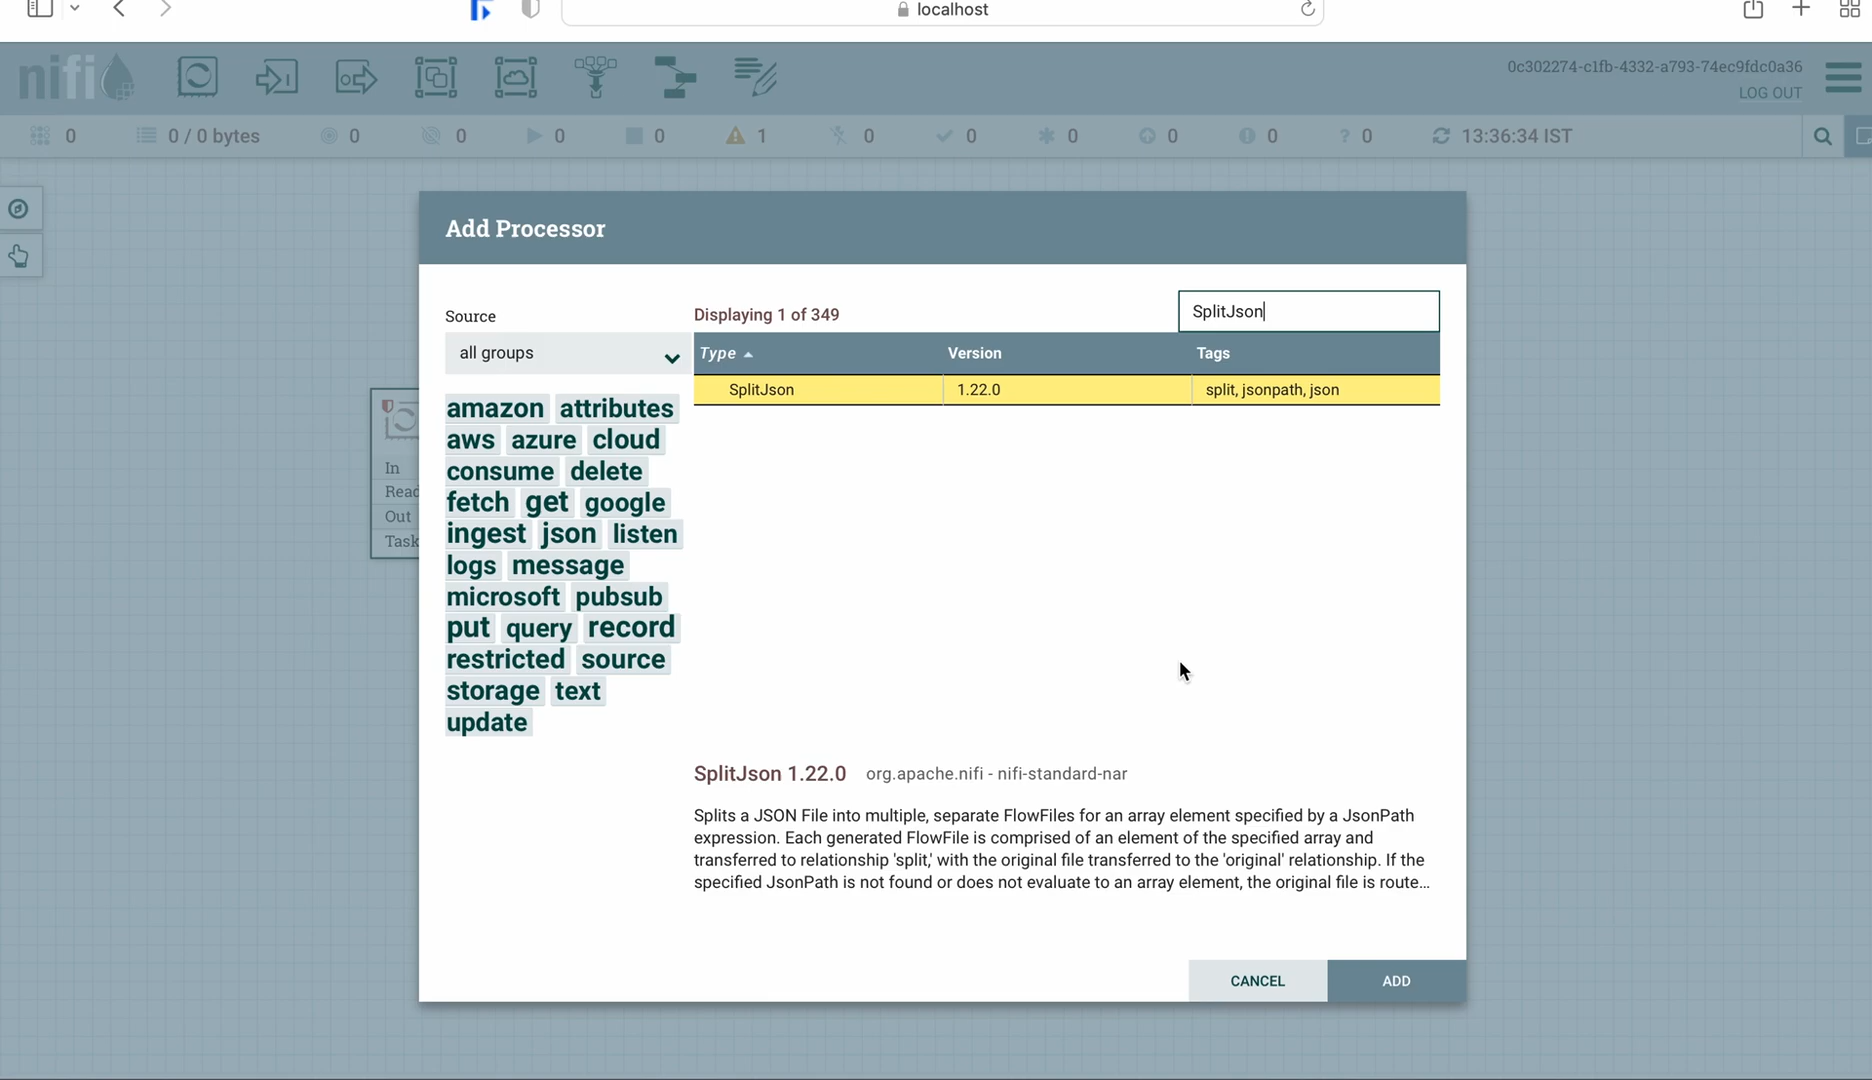 localhost
nifi
0c302274-c1fb-4332-a793-74ec9fdc0a36
LOG OUT
0 0 / 0 bytes 0 0 0 0 1 0 0 0 0 0 ? 0 13:36:34 IST
Add Processor
Source
Displaying 1 of 349
SplitJson
all groups
Type Version Tags
SplitJson 1.22.0 split, jsonpath, json
amazon attributes
aws azure cloud
consume delete
fetch get google
ingest json listen
logs message
microsoft pubsub
put query record
restricted source
storage text
update
In
Read
Out
Task
SplitJson 1.22.0 org.apache.nifi - nifi-standard-nar
Splits a JSON File into multiple, separate FlowFiles for an array element specified by a JsonPath
expression. Each generated FlowFile is comprised of an element of the specified array and
transferred to relationship 'split,' with the original file transferred to the 'original' relationship. If the
specified JsonPath is not found or does not evaluate to an array element, the original file is route...
CANCEL ADD